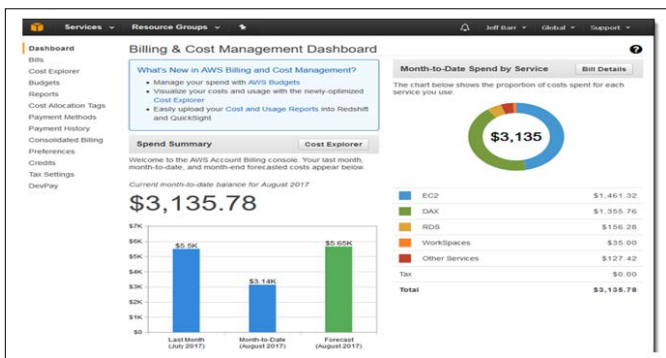 Services
Resource Groups
Jeff Barr
Global
Support
Dashboard
Bills
Cost Explorer
Budgets
Reports
Cost Allocation Tags
Payment Methods
Payment History
Consolidated Billing
Preferences
Credits
Tax Settings
DevPay
Billing & Cost Management Dashboard
?
What's New in AWS Billing and Cost Management?
• Manage your spend with AWS Budgets
• Visualize your costs and usage with the newly-optimized
Cost Explorer
• Easily upload your Cost and Usage Reports into Redshift
and QuickSight
Spend Summary
Cost Explorer
Welcome to the AWS Account Billing console. Your last month,
month-to-date, and month-end forecasted costs appear below.
Current month-to-date balance for August 2017
$3,135.78
$7K
$6K
$5K
$4K
$3K
$2K
$1K
$0
$5.5K
$3.14K
$5.65K
Last Month
(July 2017)
Month-to-Date
(August 2017)
Forecast
(August 2017)
Month-to-Date Spend by Service
Bill Details
The chart below shows the proportion of costs spent for each
service you use.
$3,135
EC2 $1,461.32
DAX $1,355.76
RDS $156.28
WorkSpaces $35.00
Other Services $127.42
Tax $0.00
Total $3,135.78